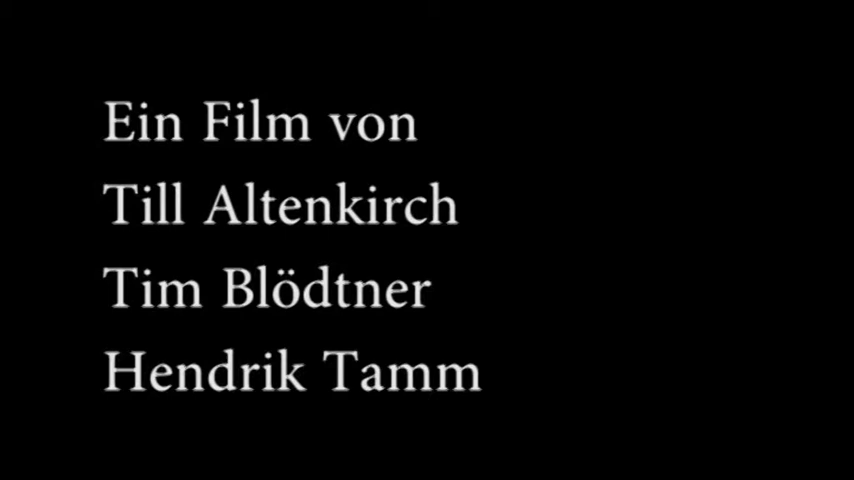 Ein Film von
Till Altenkirch
Tim Blödtner
Hendrik Tamm